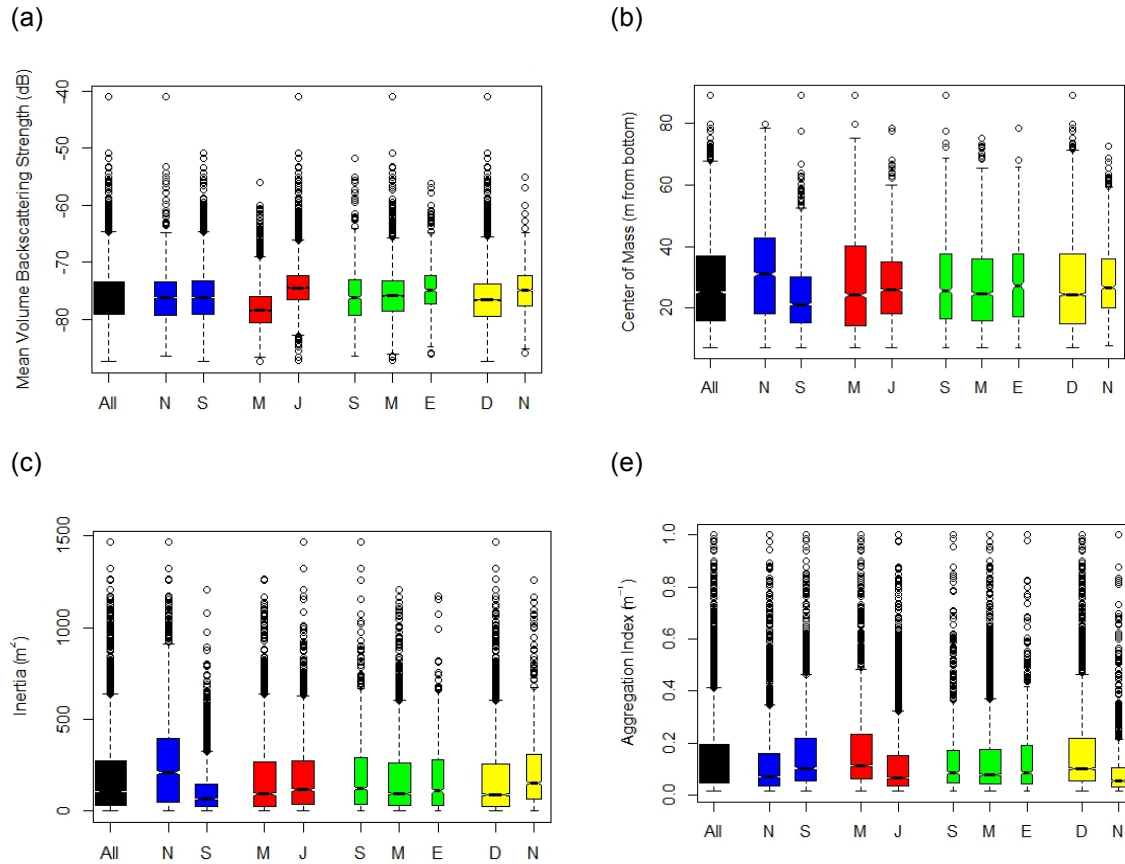 (a)
Mean Volume Backscattering Strength (dB)
-40
-50
-60
-70
-80
All N S M J S M E D N
(b)
Center of Mass (m from bottom)
80
60
40
20
All N S M J S M E D N
(c)
Inertia (m²)
1500
1000
500
0
All N S M J S M E D N
(e)
Aggregation Index (m⁻¹)
1.0
0.8
0.6
0.4
0.2
0.0
All N S M J S M E D N